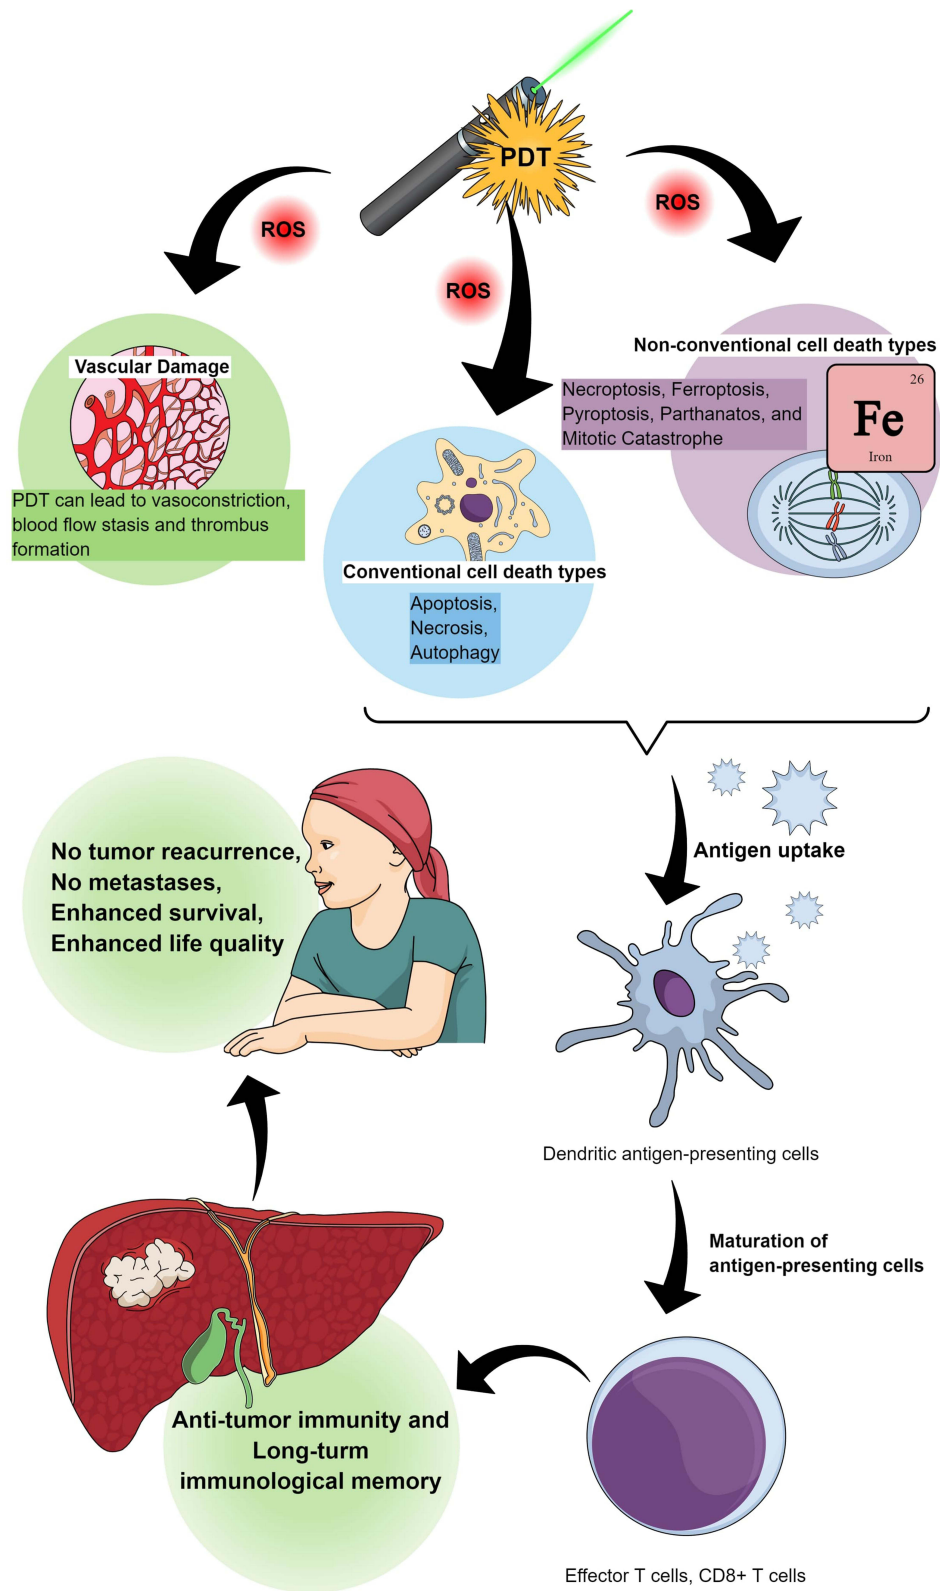 PDT
ROS
ROS
ROS
Vascular Damage
PDT can lead to vasoconstriction,
blood flow stasis and thrombus
formation
Conventional cell death types
Apoptosis,
Necrosis,
Autophagy
Non-conventional cell death types
Necroptosis, Ferroptosis,
Pyroptosis, Parthanatos, and
Mitotic Catastrophe
26
Fe
Iron
Antigen uptake
Dendritic antigen-presenting cells
Maturation of
antigen-presenting cells
Effector T cells, CD8+ T cells
Anti-tumor immunity and
Long-turm
immunological memory
No tumor reacurrence,
No metastases,
Enhanced survival,
Enhanced life quality